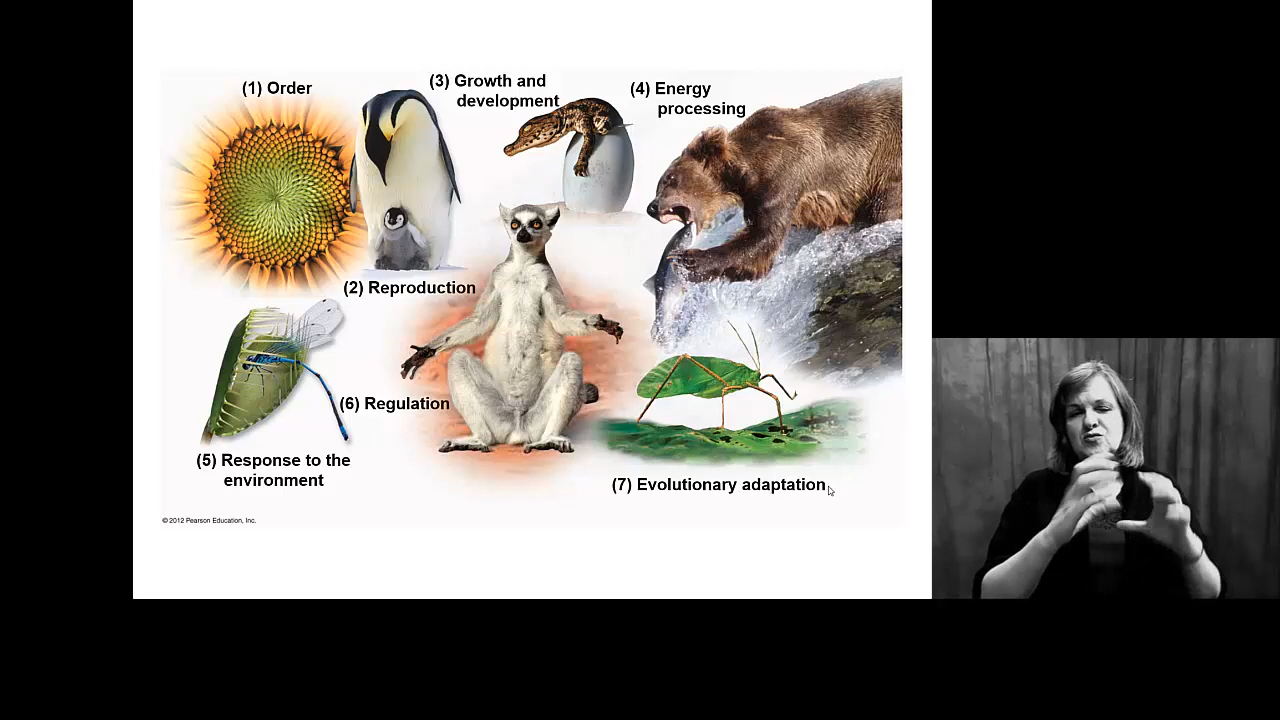 (1) Order
(3) Growth and
development
(4) Energy
processing
(2) Reproduction
(6) Regulation
(5) Response to the
environment
(7) Evolutionary adaptation
© 2012 Pearson Education, Inc.